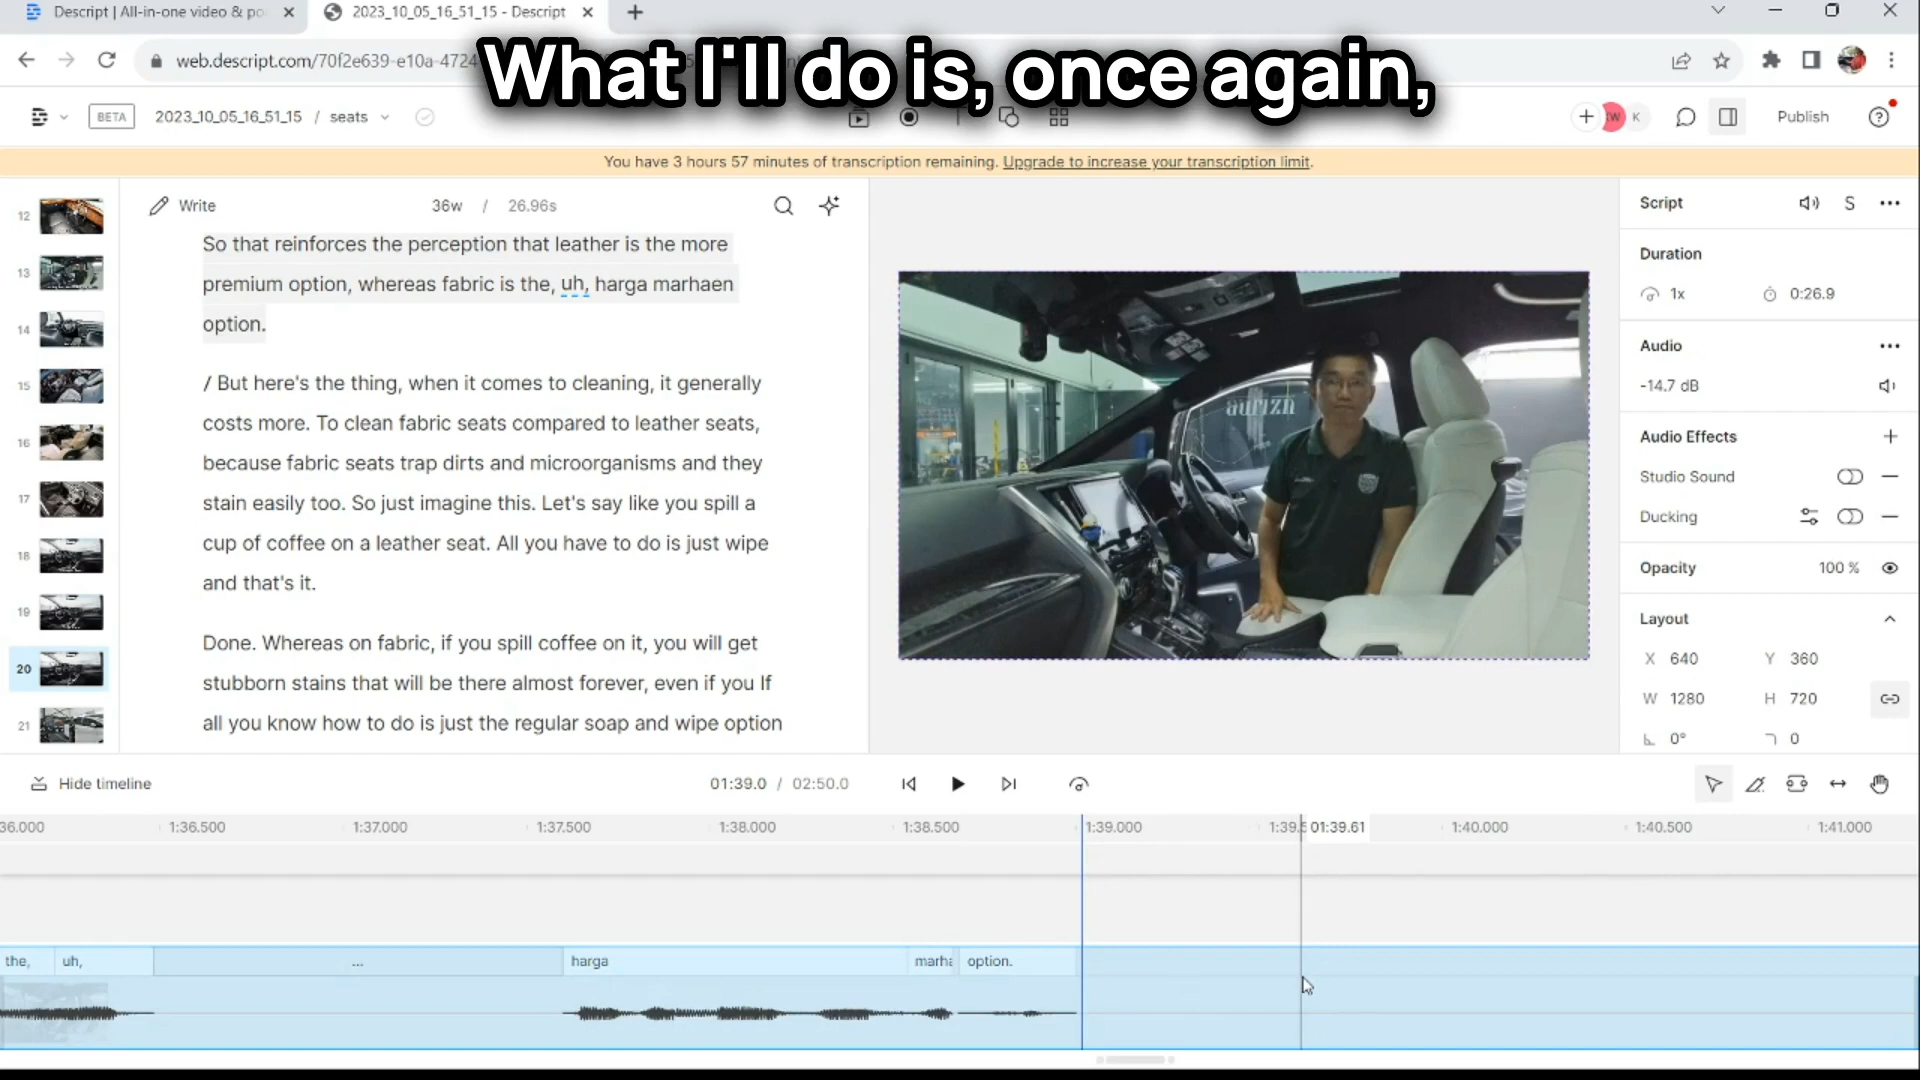 Descript | All-in-one video & po
2023_10_05_16_51_15 - Descript
web.descript.com/70f2e639-e10a-4724
What I'll do is, once again,
BETA
2023_10_05_16_51_15 / seats
K
Publish
You have 3 hours 57 minutes of transcription remaining. Upgrade to increase your transcription limit.
Write
36w / 26.96s
12
13
14
15
16
17
18
19
20
21
So that reinforces the perception that leather is the more
premium option, whereas fabric is the, uh, harga marhaen
option.
/ But here's the thing, when it comes to cleaning, it generally
costs more. To clean fabric seats compared to leather seats,
because fabric seats trap dirts and microorganisms and they
stain easily too. So just imagine this. Let's say like you spill a
cup of coffee on a leather seat. All you have to do is just wipe
and that's it.
Done. Whereas on fabric, if you spill coffee on it, you will get
stubborn stains that will be there almost forever, even if you If
all you know how to do is just the regular soap and wipe option
Script
S
Duration
1x
0:26.9
Audio
-14.7 dB
Audio Effects
Studio Sound
Ducking
Opacity
100 %
Layout
X 640
Y 360
W 1280
H 720
0°
0
Hide timeline
01:39.0 / 02:50.0
36.000
1:36.500
1:37.000
1:37.500
1:38.000
1:38.500
1:39.000
1:39.5
01:39.61
1:40.000
1:40.500
1:41.000
the,
uh,
...
harga
marha
option.